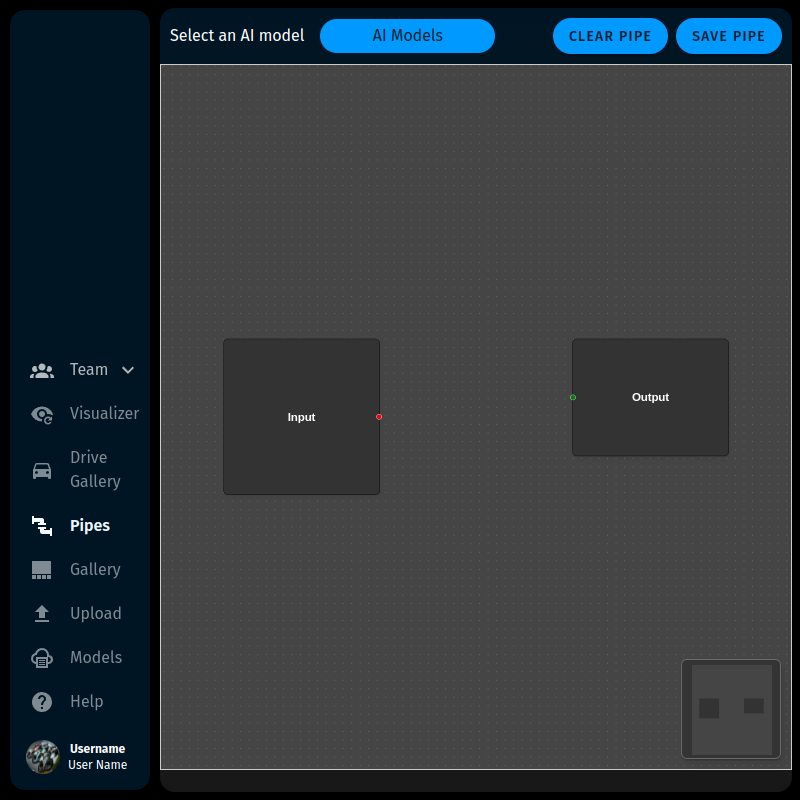 Select an AI model
AI Models
CLEAR PIPE
SAVE PIPE
Input
Output
Team
Visualizer
Drive
Gallery
Pipes
Gallery
Upload
Models
Help
Username
User Name